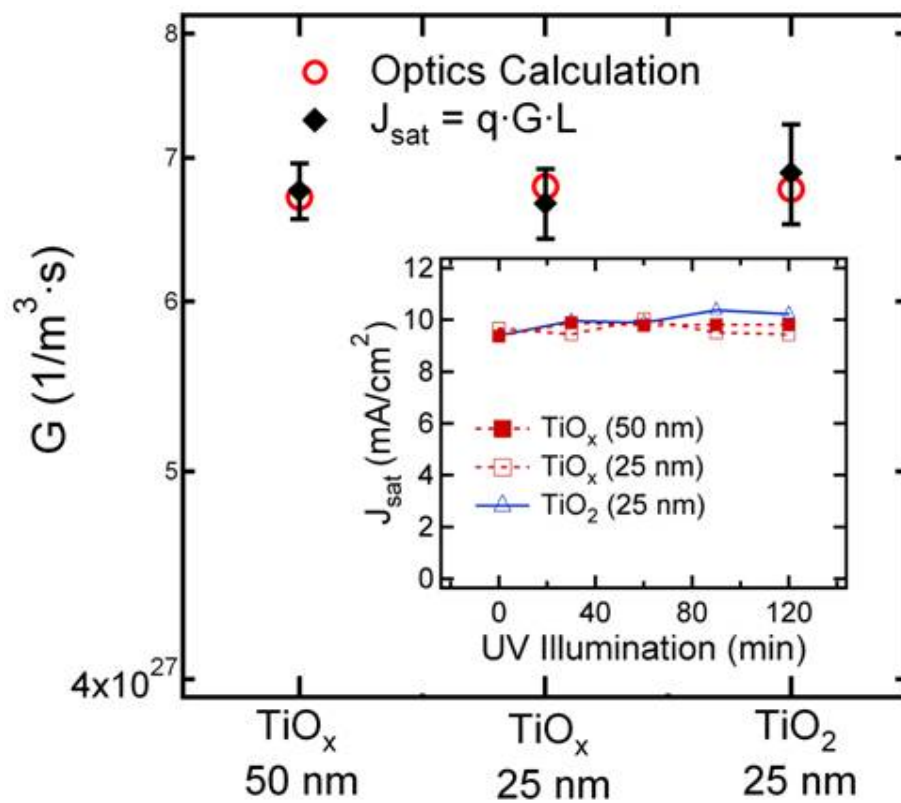 8
7
6
5
4x10²⁷
G (1/m³·s)
Optics Calculation
Jsat = q·G·L
12
10
8
6
4
2
0
Jsat (mA/cm²)
TiOx (50 nm)
TiOx (25 nm)
TiO₂ (25 nm)
0 40 80 120
UV Illumination (min)
TiOx TiOx TiO₂
50 nm 25 nm 25 nm